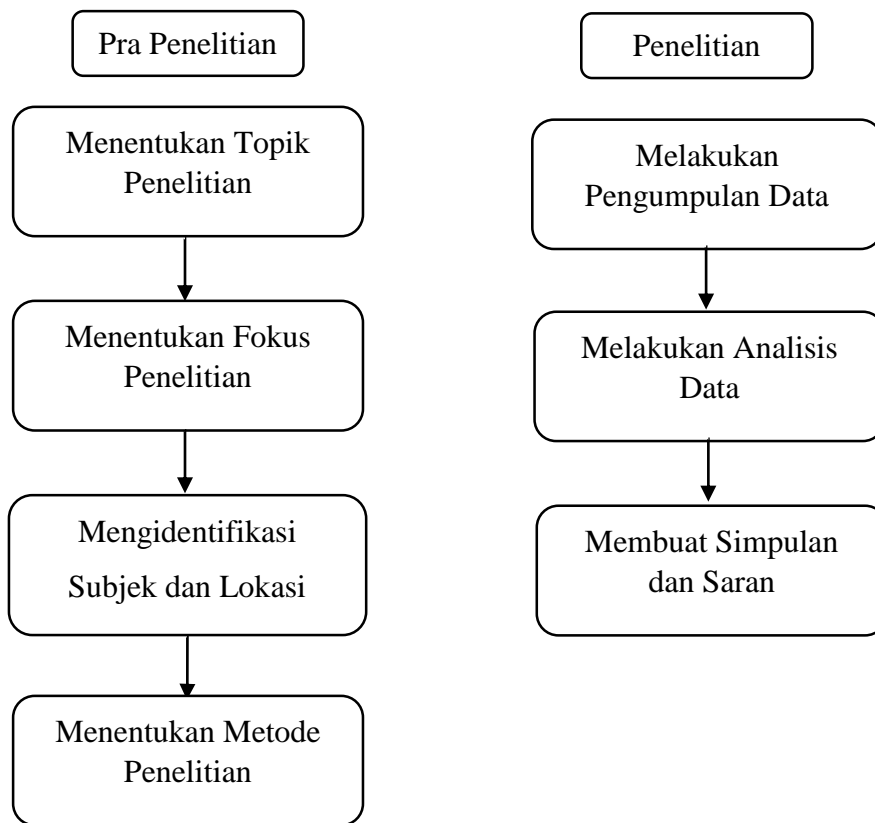 Pra Penelitian
Menentukan Topik
Penelitian
Menentukan Fokus
Penelitian
Mengidentifikasi
Subjek dan Lokasi
Menentukan Metode
Penelitian
Penelitian
Melakukan
Pengumpulan Data
Melakukan Analisis
Data
Membuat Simpulan
dan Saran